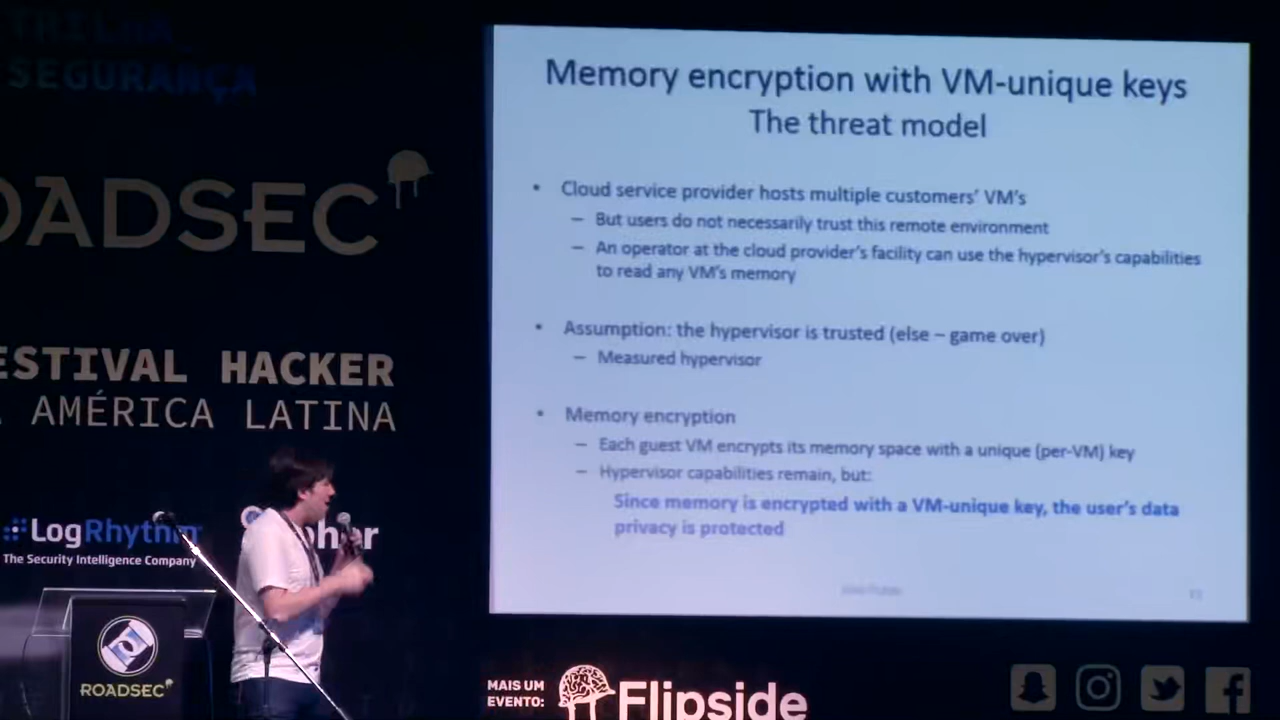 TRILHA_
SEGURANÇA
OADSEC
ESTIVAL HACKER
AMÉRICA LATINA
LogRhythm
The Security Intelligence Company
ROADSEC
Memory encryption with VM-unique keys
The threat model
• Cloud service provider hosts multiple customers' VM's
– But users do not necessarily trust this remote environment
– An operator at the cloud provider's facility can use the hypervisor's capabilities
to read any VM's memory
• Assumption: the hypervisor is trusted (else – game over)
– Measured hypervisor
• Memory encryption
– Each guest VM encrypts its memory space with a unique (per-VM) key
– Hypervisor capabilities remain, but:
Since memory is encrypted with a VM-unique key, the user's data
privacy is protected
MAIS UM
EVENTO:
Flipside